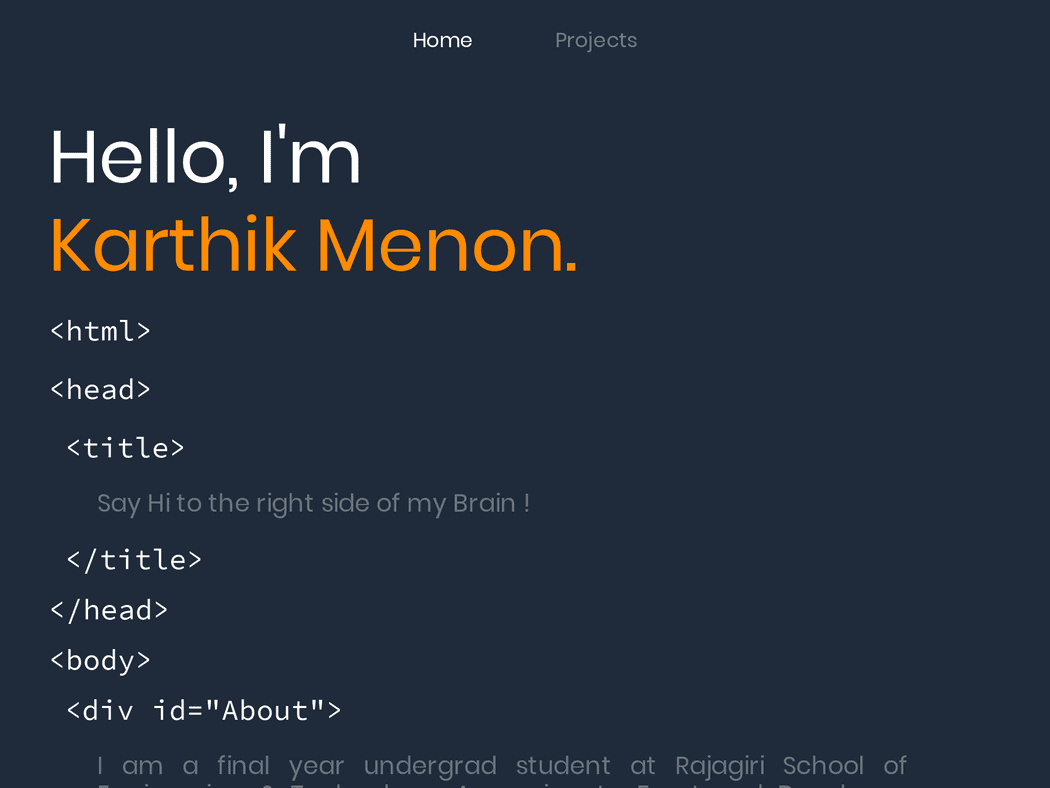 Home Projects
Hello, I'm
Karthik Menon.
<html>
<head>
<title>
Say Hi to the right side of my Brain !
</title>
</head>
<body>
<div id="About">
I am a final year undergrad student at Rajagiri School of